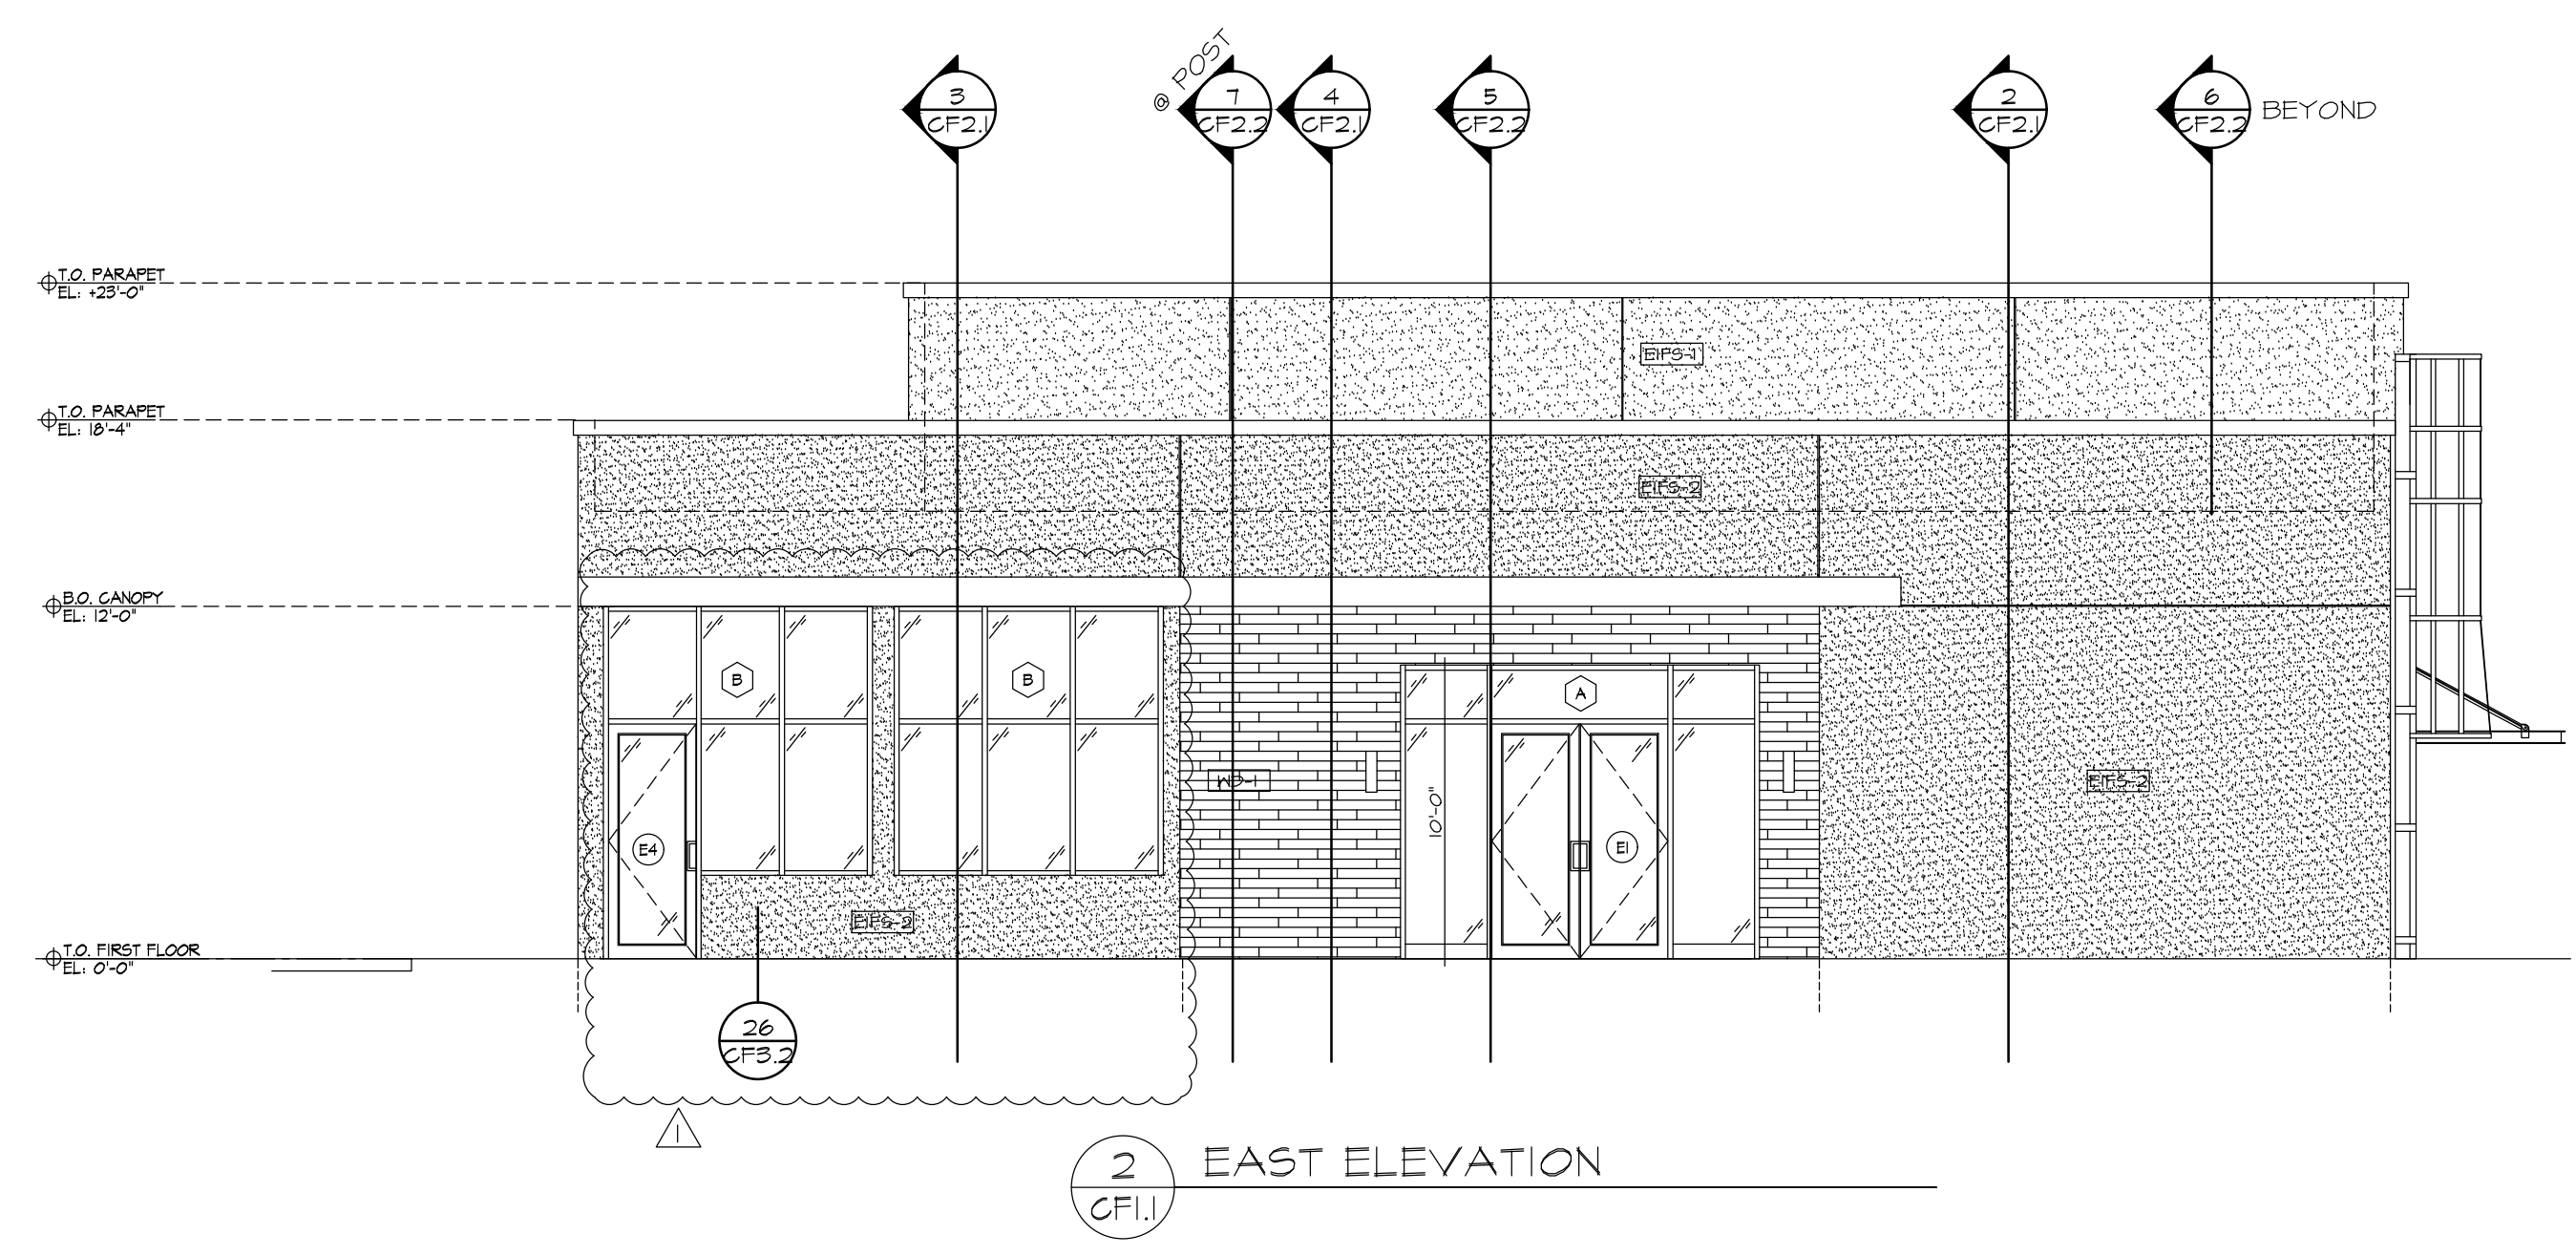 @ POST
3
CF2.1
7
CF2.2
4
CF2.1
5
CF2.2
2
CF2.1
6
CF2.2
BEYOND
T.O. PARAPET
EL: +23'-0"
EIFS-1
T.O. PARAPET
EL: 18'-4"
EIFS-2
B.O. CANOPY
EL: 12'-0"
B
B
A
WD-1
10'-0"
EIFS-2
E4
E1
EIFS-2
T.O. FIRST FLOOR
EL: 0'-0"
26
CF3.2
1
2
CF1.1
EAST ELEVATION